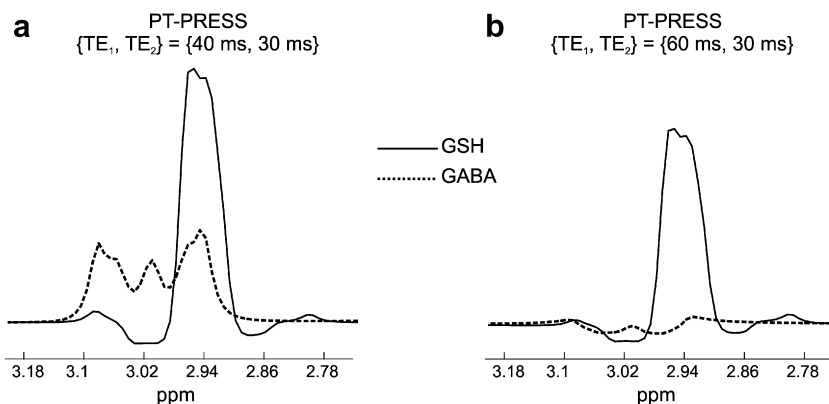 a
PT-PRESS
{TE1, TE2} = {40 ms, 30 ms}
b
PT-PRESS
{TE1, TE2} = {60 ms, 30 ms}
GSH
GABA
3.18 3.1 3.02 2.94 2.86 2.78
ppm
3.18 3.1 3.02 2.94 2.86 2.78
ppm